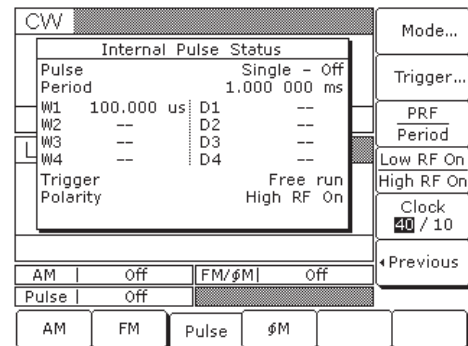 CW
Internal Pulse Status
Pulse Single – Off
Period 1.000 000 ms
W1 100.000 us D1 --
W2 -- D2 --
W3 -- D3 --
W4 -- D4 --
Trigger Free run
Polarity High RF On
L
AM Off FM/ϕM Off
Pulse Off
Mode...
Trigger...
PRF
Period
Low RF On
High RF On
Clock
40 / 10
Previous
AM FM Pulse ϕM